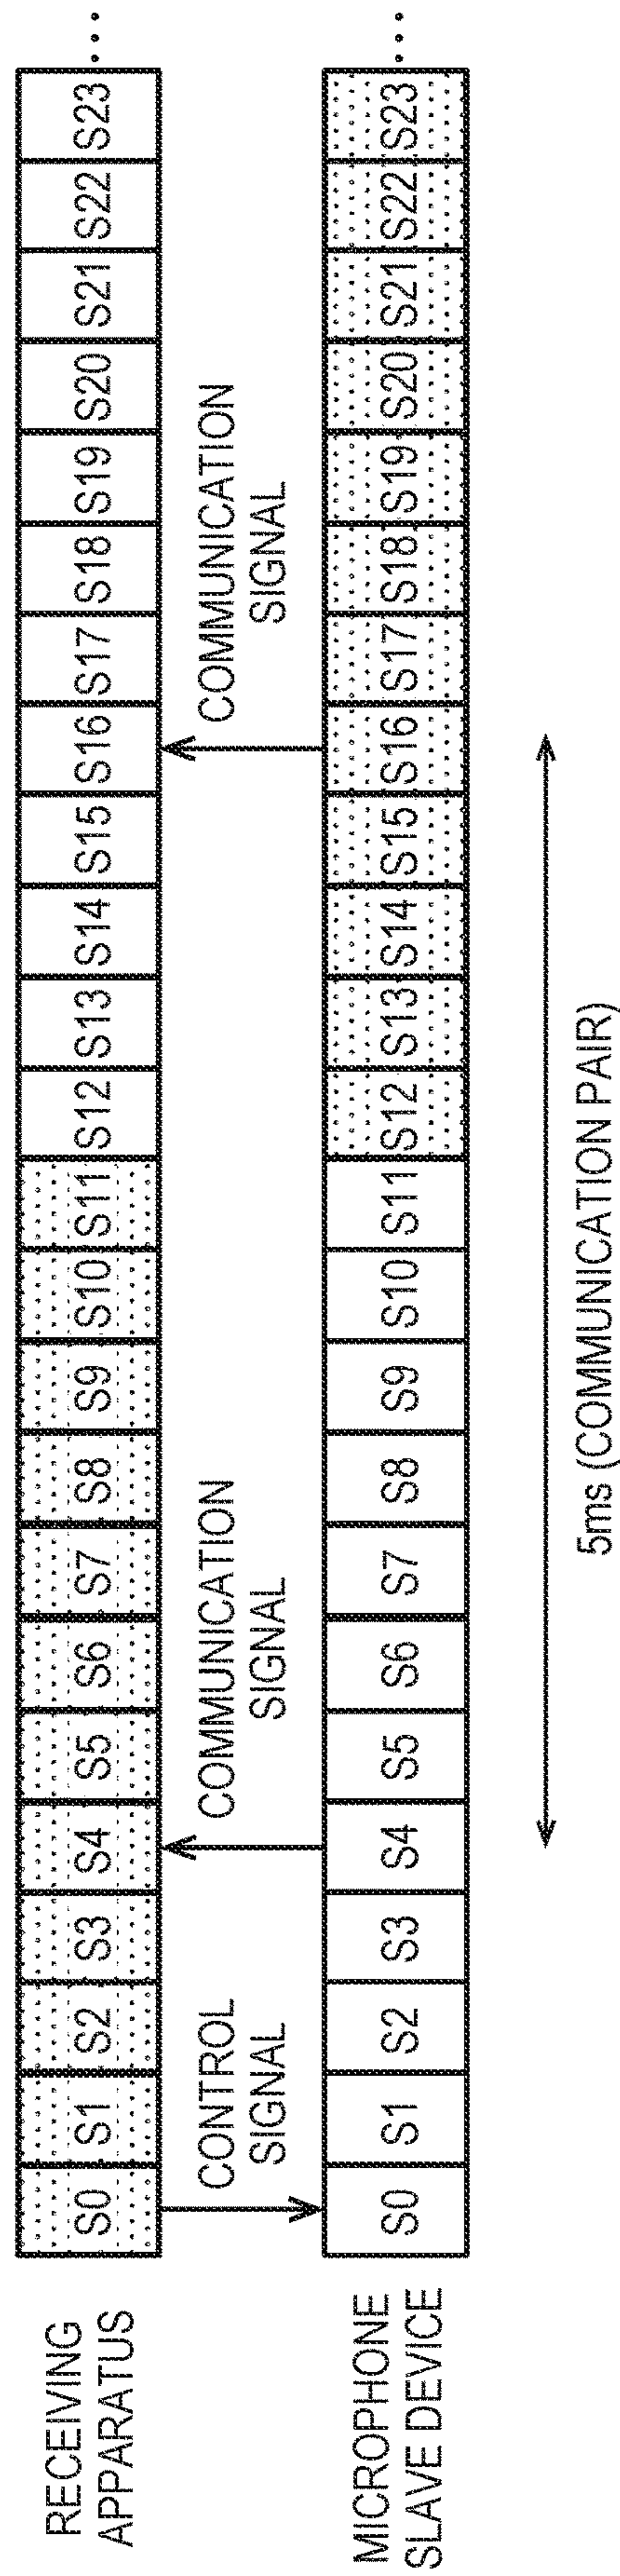 RECEIVING
APPARATUS
S0 S1 S2 S3 S4 S5 S6 S7 S8 S9 S10 S11 S12 S13 S14 S15 S16 S17 S18 S19 S20 S21 S22 S23 ...
CONTROL
SIGNAL
COMMUNICATION
SIGNAL
COMMUNICATION
SIGNAL
MICROPHONE
SLAVE DEVICE
S0 S1 S2 S3 S4 S5 S6 S7 S8 S9 S10 S11 S12 S13 S14 S15 S16 S17 S18 S19 S20 S21 S22 S23 ...
5ms (COMMUNICATION PAIR)